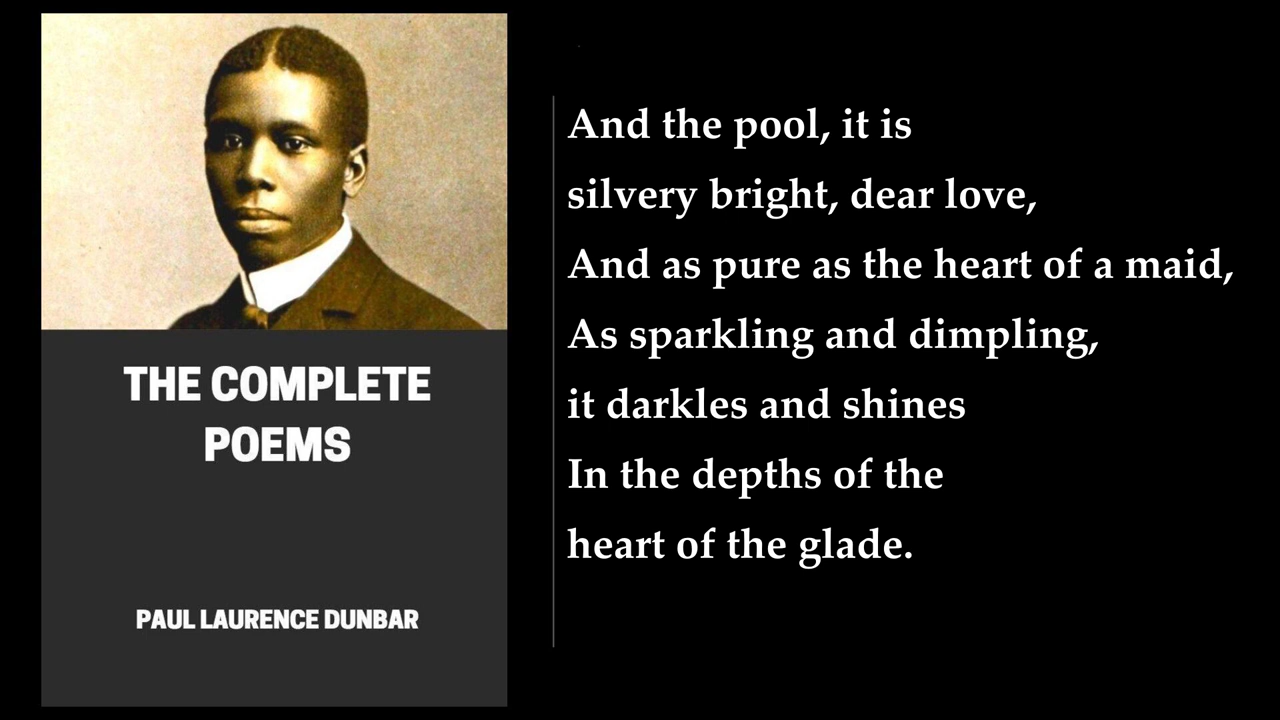 THE COMPLETE
POEMS
PAUL LAURENCE DUNBAR
And the pool, it is
silvery bright, dear love,
And as pure as the heart of a maid,
As sparkling and dimpling,
it darkles and shines
In the depths of the
heart of the glade.